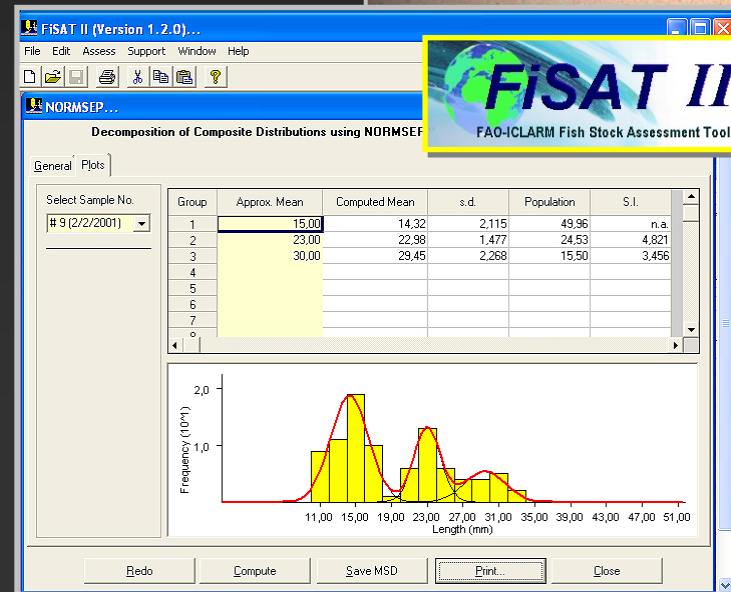 FiSAT II (Version 1.2.0)...
File Edit Assess Support Window Help
FiSAT II
FAO-ICLARM Fish Stock Assessment Tool
NORMSEP...
Decomposition of Composite Distributions using NORMSEP
General Plots
Select Sample No.
# 9 (2/2/2001)
Group Approx. Mean Computed Mean s.d. Population S.I.
1 15,00 14,32 2,115 49,96 n.a.
2 23,00 22,98 1,477 24,53 4,821
3 30,00 29,45 2,268 15,50 3,456
4
5
6
7
2,0
1,0
Frequency (10^1)
11,00 15,00 19,00 23,00 27,00 31,00 35,00 39,00 43,00 47,00 51,00
Length (mm)
Redo Compute Save MSD Print... Close